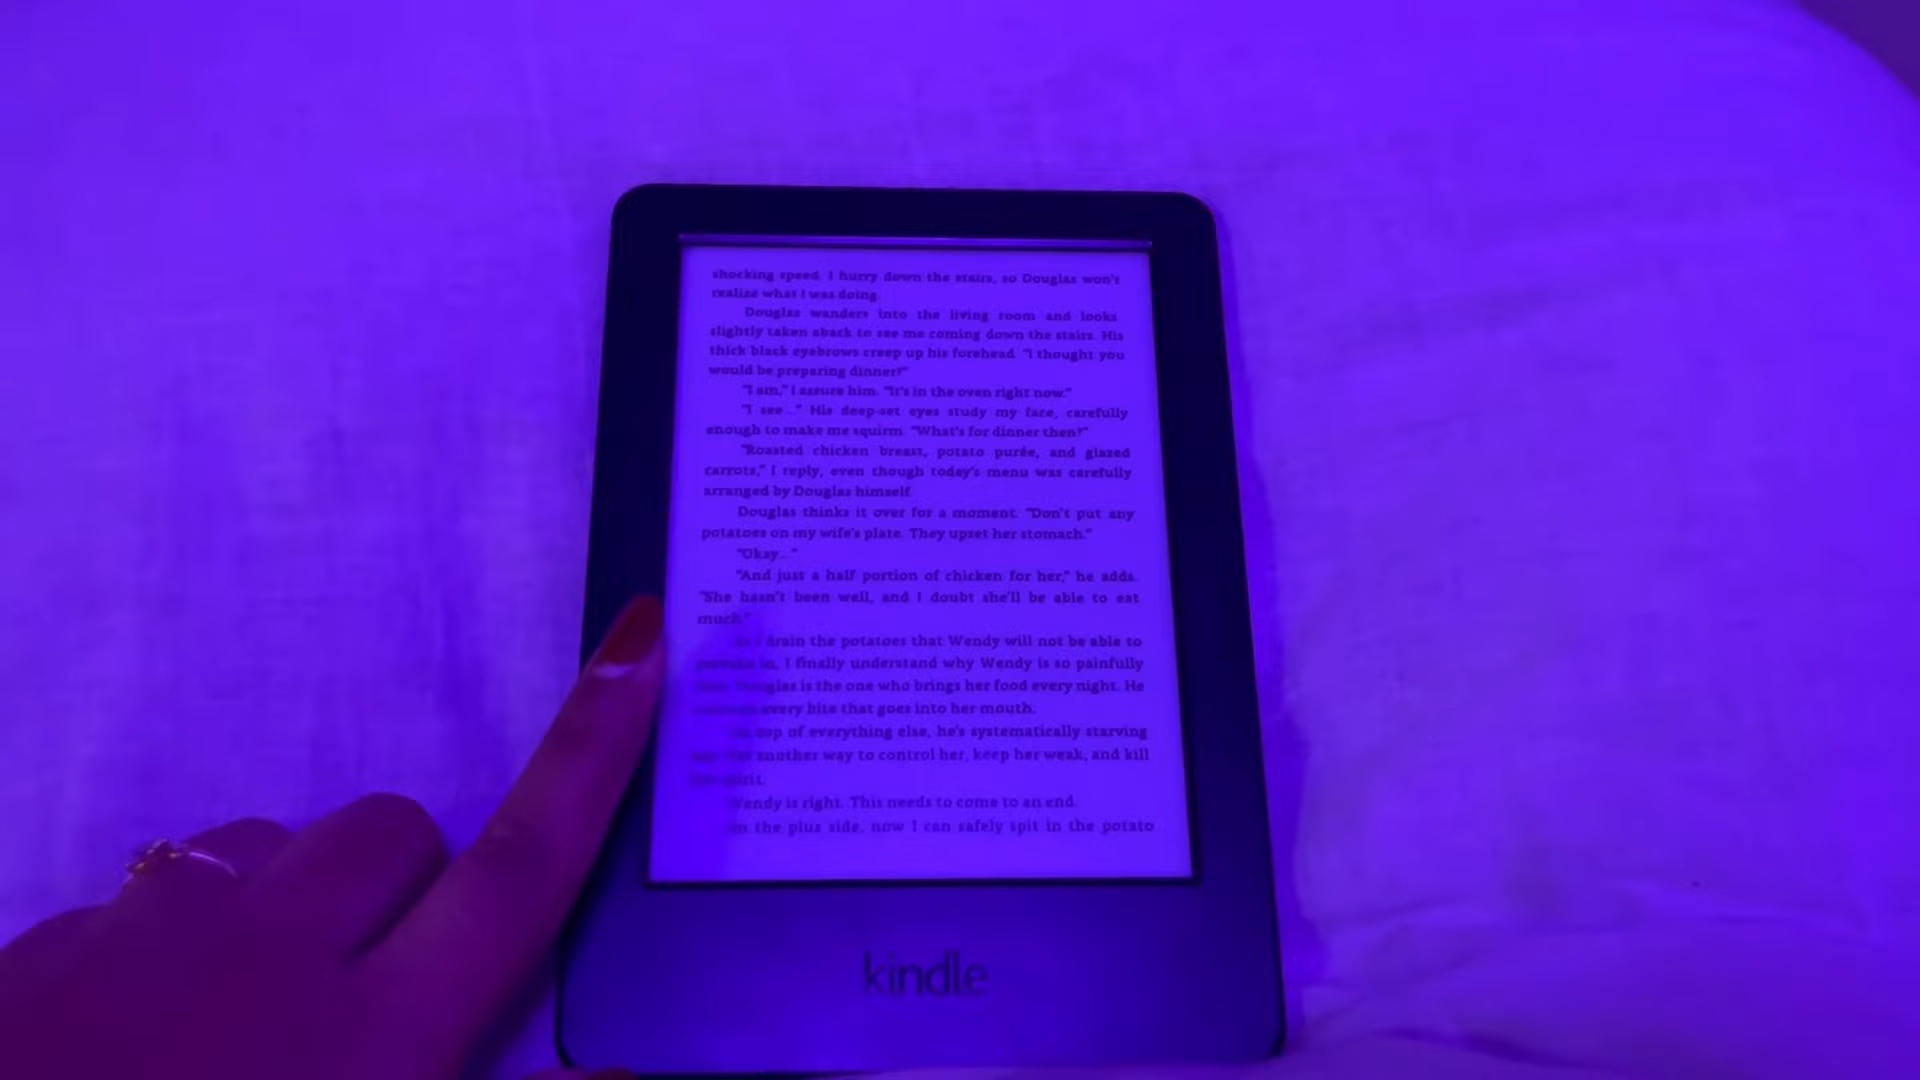 shocking speed. I hurry down the stairs, so Douglas won't
realize what I was doing.
Douglas wanders into the living room and looks
slightly taken aback to see me coming down the stairs. His
thick black eyebrows creep up his forehead. “I thought you
would be preparing dinner?”
“I am,” I assure him. “It's in the oven right now.”
“I see...” His deep-set eyes study my face, carefully
enough to make me squirm. “What's for dinner then?”
“Roasted chicken breast, potato purée, and glazed
carrots,” I reply, even though today's menu was carefully
arranged by Douglas himself.
Douglas thinks it over for a moment. “Don't put any
potatoes on my wife's plate. They upset her stomach.”
“Okay...”
“And just a half portion of chicken for her,” he adds.
“She hasn't been well, and I doubt she'll be able to eat
much.”
I drain the potatoes that Wendy will not be able to
in, I finally understand why Wendy is so painfully
Douglas is the one who brings her food every night. He
every bite that goes into her mouth.
top of everything else, he's systematically starving
another way to control her, keep her weak, and kill
spirit.
Wendy is right. This needs to come to an end.
On the plus side, now I can safely spit in the potato
kindle